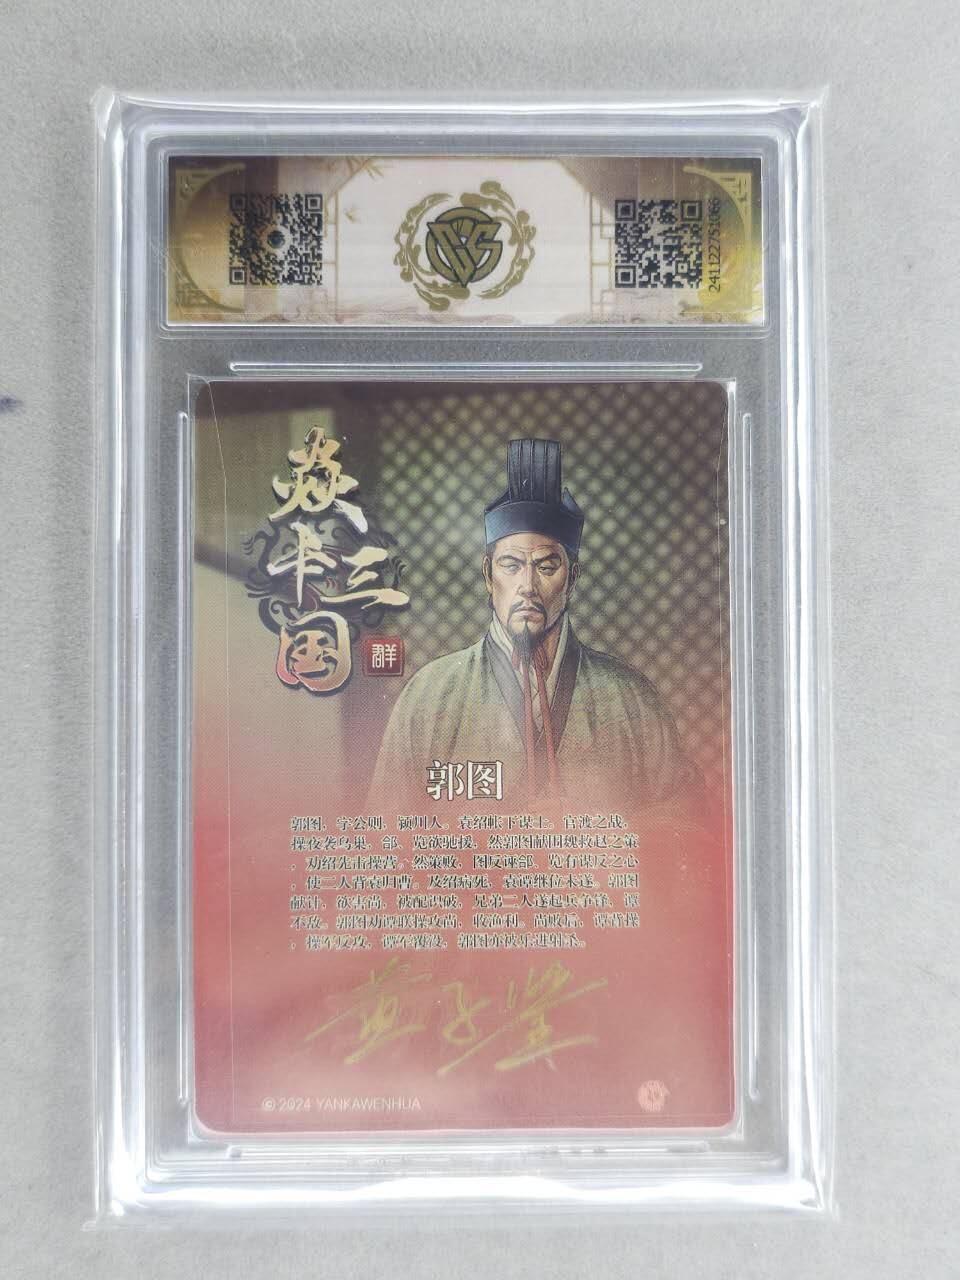 241122751066
焱
卡三
国
群
郭图
郭图，字公则，颍川人。袁绍帐下谋士。官渡之战，
操夜袭乌巢，郃、览欲驰援，然郭图献围魏救赵之策
，劝绍先击操营。然策败，图反诬郃、览有谋反之心
，使二人背袁归曹。及绍病死，袁谭继位未遂。郭图
献计，欲害尚，被配识破，兄弟二人遂起兵争锋，谭
不敌。郭图劝谭联操攻尚，收渔利。尚败后，谭背操
，操军反攻，谭军覆没，郭图亦被乐进射杀。
© 2024 YANKAWENHUA